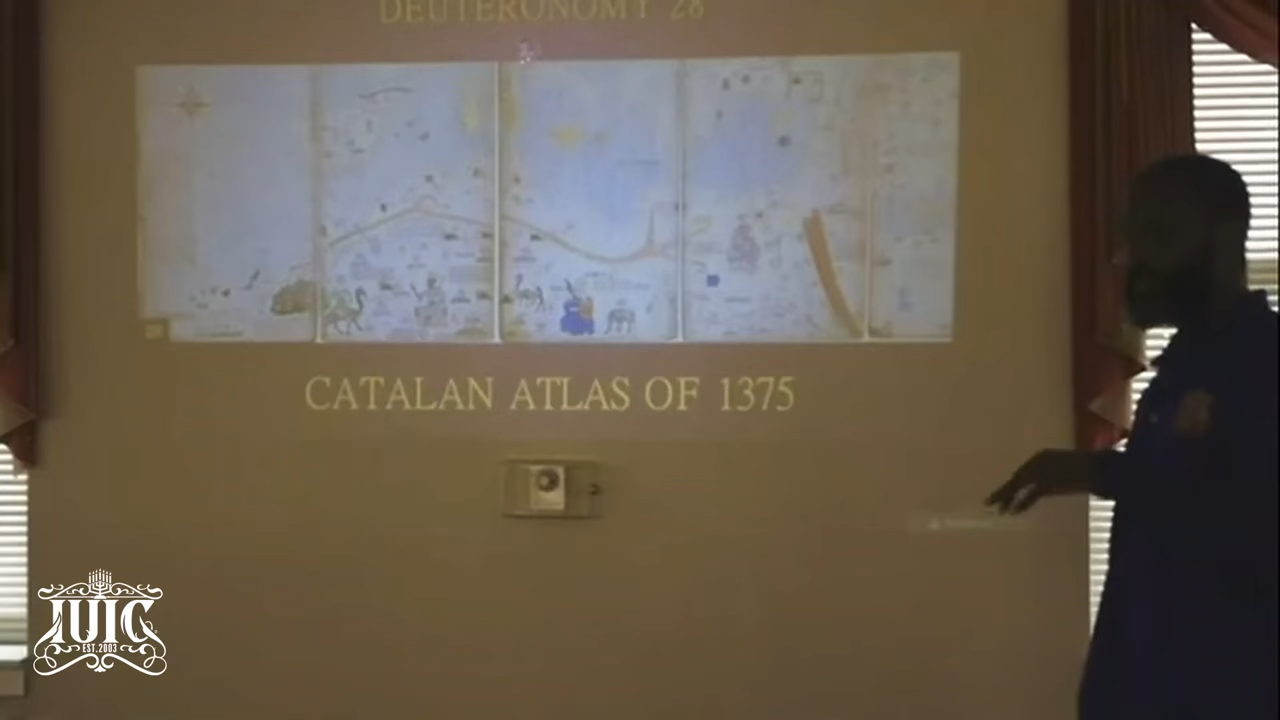 DEUTERONOMY 28
CATALAN ATLAS OF 1375
IUIC
EST. 2003